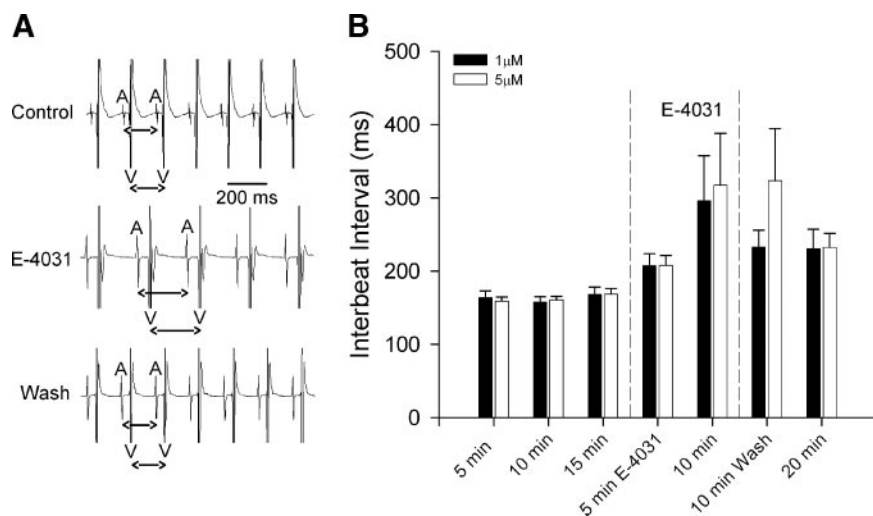 A
Control
A A
V V
200 ms
E-4031
A A
V V
Wash
A A
V V
B
Interbeat Interval (ms)
500
400
300
200
100
0
1µM
5µM
E-4031
5 min
10 min
15 min
5 min E-4031
10 min
10 min Wash
20 min